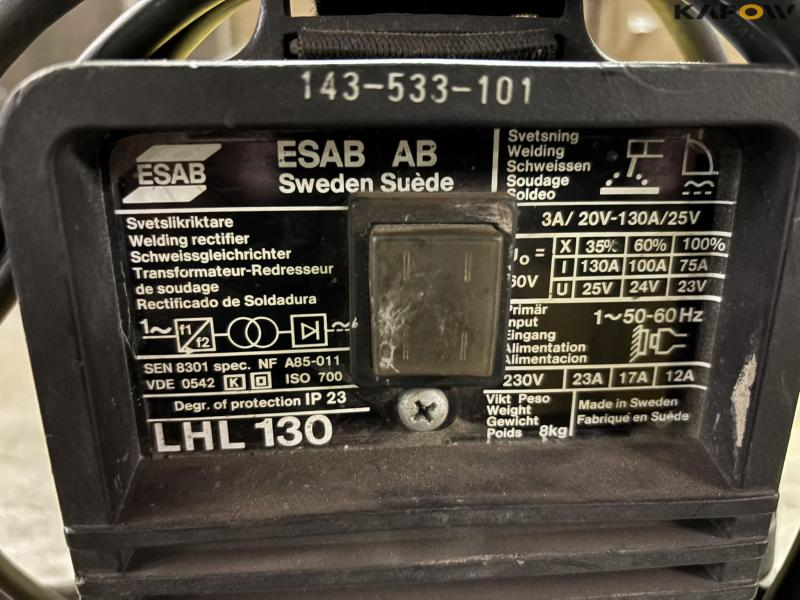 KAPOW
143-533-101
ESAB
ESAB AB
Sweden Suède
Svetslikriktare
Welding rectifier
Schweissgleichrichter
Transformateur-Redresseur
de soudage
Rectificado de Soldadura
1~ f1 f2
SEN 8301 spec. NF A85-011
VDE 0542 K ISO 700
Degr. of protection IP 23
LHL 130
Svetsning
Welding
Schweissen
Soudage
Soldeo
3A/20V-130A/25V
X 35% 60% 100%
I 130A 100A 75A
U 25V 24V 23V
60V
Primär
Input
Eingang
Alimentation
Alimentacion
1~50-60Hz
230V 23A 17A 12A
Vikt Peso
Weight
Gewicht
Poids 8kg
Made in Sweden
Fabriqué en Suède